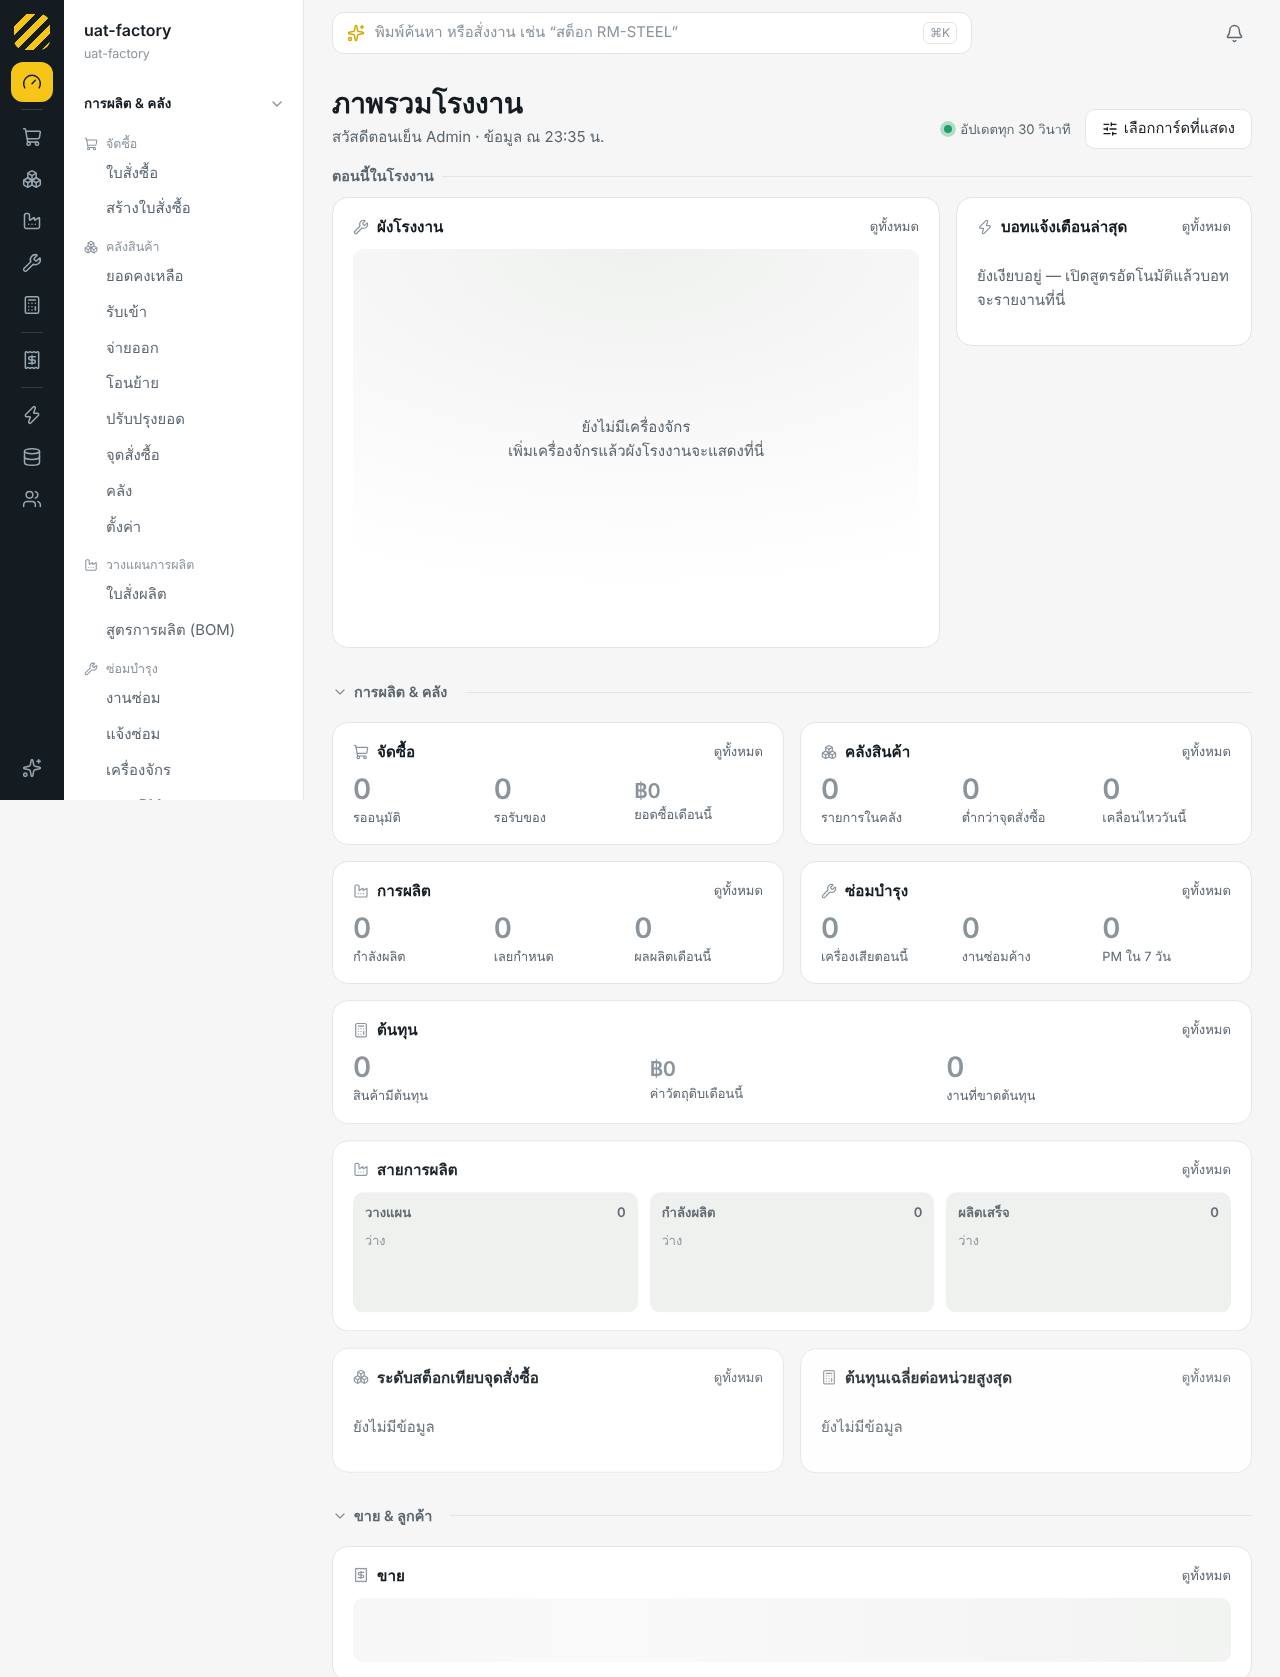 uat-factory
uat-factory
การผลิต & คลัง
จัดซื้อ
ใบสั่งซื้อ
สร้างใบสั่งซื้อ
คลังสินค้า
ยอดคงเหลือ
รับเข้า
จ่ายออก
โอนย้าย
ปรับปรุงยอด
จุดสั่งซื้อ
คลัง
ตั้งค่า
วางแผนการผลิต
ใบสั่งผลิต
สูตรการผลิต (BOM)
ซ่อมบำรุง
งานซ่อม
แจ้งซ่อม
เครื่องจักร
พิมพ์ค้นหา หรือสั่งงาน เช่น “สต็อก RM-STEEL”
⌘K
ภาพรวมโรงงาน
สวัสดีตอนเย็น Admin · ข้อมูล ณ 23:35 น.
อัปเดตทุก 30 วินาที
เลือกการ์ดที่แสดง
ตอนนี้ในโรงงาน
ผังโรงงาน
ดูทั้งหมด
ยังไม่มีเครื่องจักร
เพิ่มเครื่องจักรแล้วผังโรงงานจะแสดงที่นี่
บอทแจ้งเตือนล่าสุด
ดูทั้งหมด
ยังเงียบอยู่ — เปิดสูตรอัตโนมัติแล้วบอท
จะรายงานที่นี่
การผลิต & คลัง
จัดซื้อ
ดูทั้งหมด
0 0 ฿0
รออนุมัติ รอรับของ ยอดซื้อเดือนนี้
คลังสินค้า
ดูทั้งหมด
0 0 0
รายการในคลัง ต่ำกว่าจุดสั่งซื้อ เคลื่อนไหววันนี้
การผลิต
ดูทั้งหมด
0 0 0
กำลังผลิต เลยกำหนด ผลผลิตเดือนนี้
ซ่อมบำรุง
ดูทั้งหมด
0 0 0
เครื่องเสียตอนนี้ งานซ่อมค้าง PM ใน 7 วัน
ต้นทุน
ดูทั้งหมด
0 ฿0 0
สินค้ามีต้นทุน ค่าวัตถุดิบเดือนนี้ งานที่ขาดต้นทุน
สายการผลิต
ดูทั้งหมด
วางแผน 0
ว่าง
กำลังผลิต 0
ว่าง
ผลิตเสร็จ 0
ว่าง
ระดับสต็อกเทียบจุดสั่งซื้อ
ดูทั้งหมด
ยังไม่มีข้อมูล
ต้นทุนเฉลี่ยต่อหน่วยสูงสุด
ดูทั้งหมด
ยังไม่มีข้อมูล
ขาย & ลูกค้า
ขาย
ดูทั้งหมด